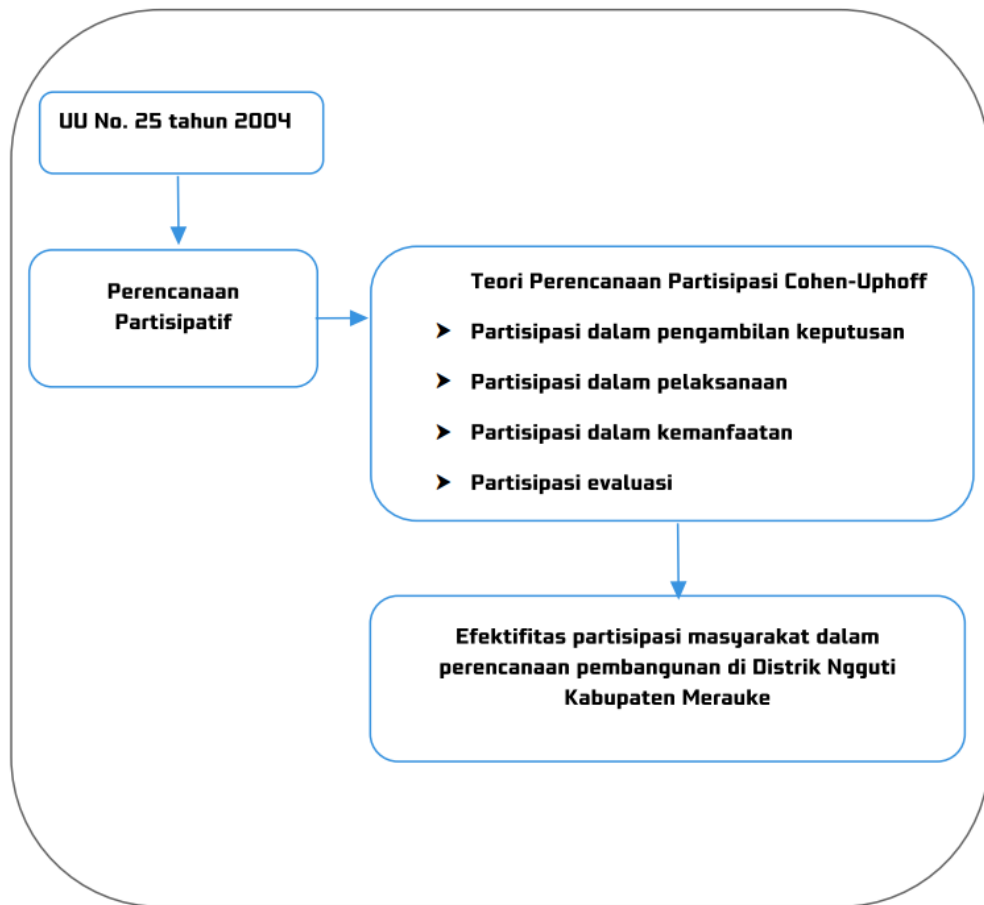 UU No. 25 tahun 2004
Perencanaan
Partisipatif
Teori Perencanaan Partisipasi Cohen-Uphoff
➤ Partisipasi dalam pengambilan keputusan
➤ Partisipasi dalam pelaksanaan
➤ Partisipasi dalam kemanfaatan
➤ Partisipasi evaluasi
Efektifitas partisipasi masyarakat dalam
perencanaan pembangunan di Distrik Ngguti
Kabupaten Merauke